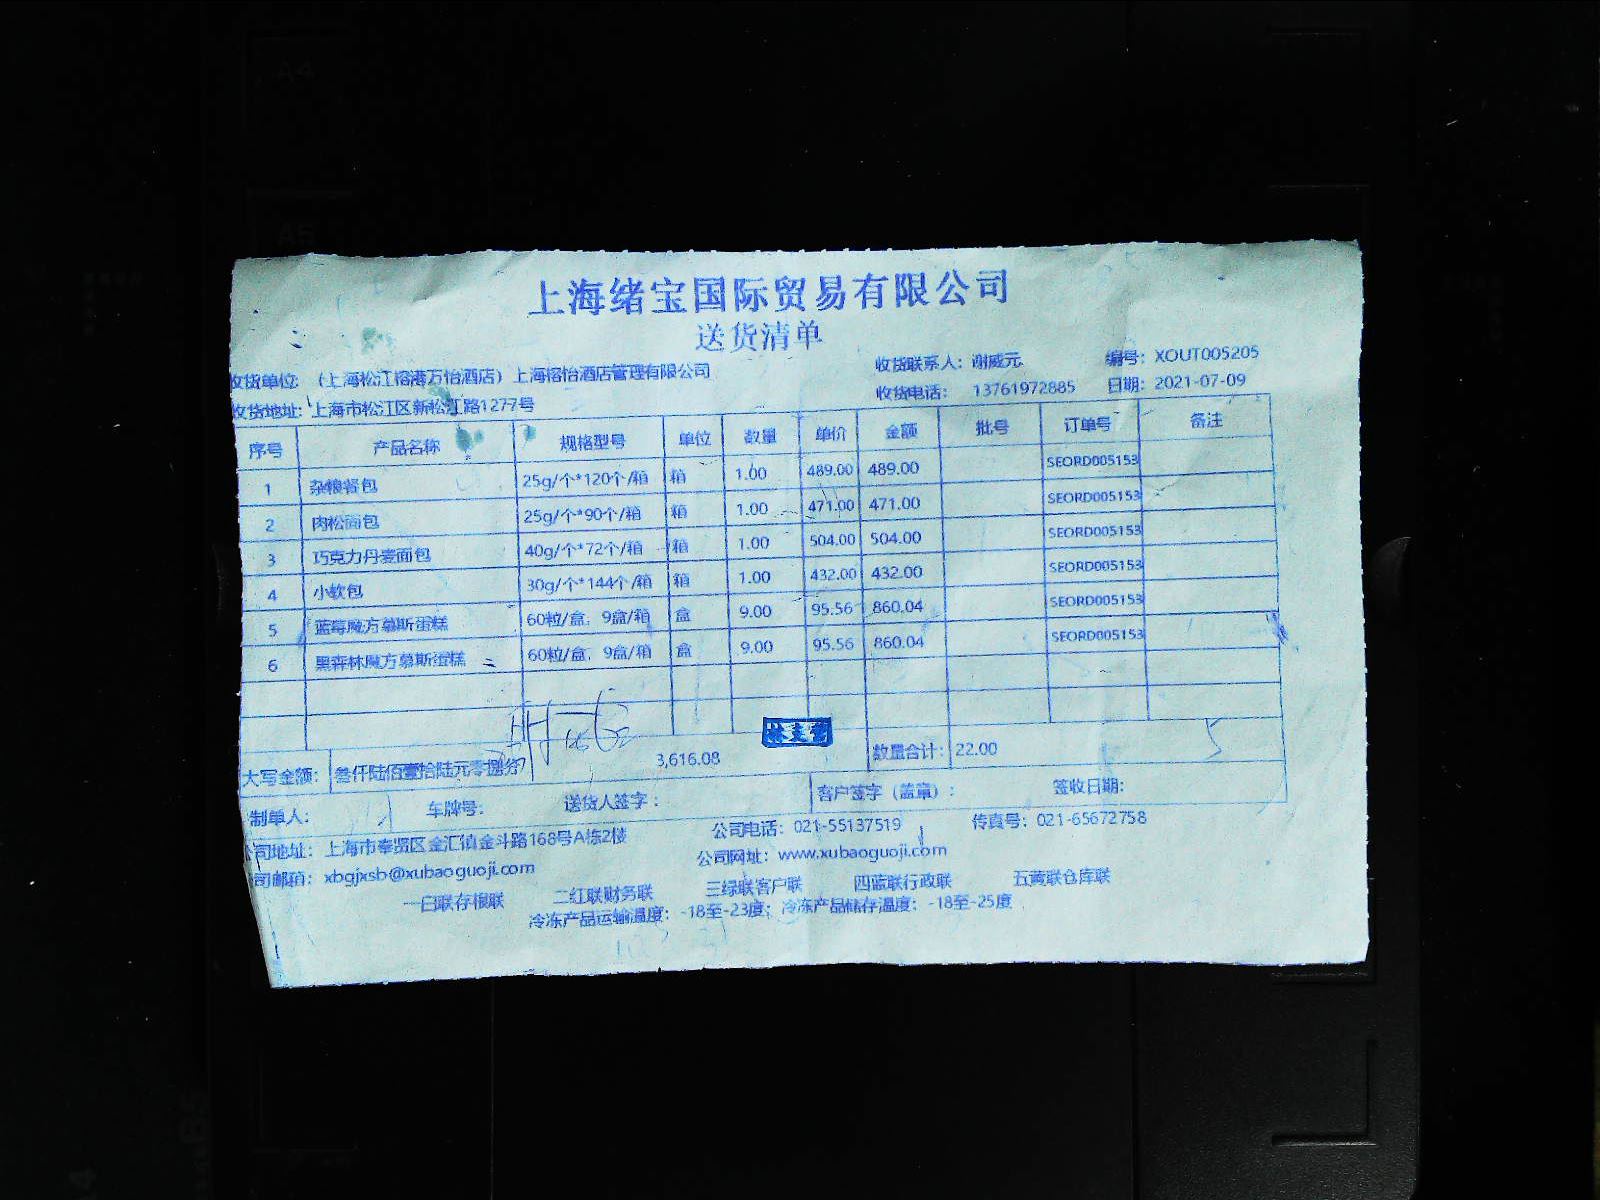 上海绪宝国际贸易有限公司
送货清单
收货单位: (上海松江榕港万怡酒店) 上海榕怡酒店管理有限公司 收货联系人: 谢威元 编号: XOUT005205
收货地址: 上海市松江区新松江路1277号 收货电话: 13761972885 日期: 2021-07-09
序号 产品名称 规格型号 单位 数量 单价 金额 批号 订单号 备注
1 杂粮餐包 25g/个*120个/箱 箱 1.00 489.00 489.00 SEORD005153
2 肉松面包 25g/个*90个/箱 箱 1.00 471.00 471.00 SEORD005153
3 巧克力丹麦面包 40g/个*72个/箱 箱 1.00 504.00 504.00 SEORD005153
4 小软包 30g/个*144个/箱 箱 1.00 432.00 432.00 SEORD005153
5 蓝莓魔方慕斯蛋糕 60粒/盒, 9盒/箱 盒 9.00 95.56 860.04 SEORD005153
6 黑森林魔方慕斯蛋糕 60粒/盒, 9盒/箱 盒 9.00 95.56 860.04 SEORD005153
大写金额: 叁仟陆佰壹拾陆元零捌分 3,616.08 数量合计: 22.00
制单人: 车牌号: 送货人签字: 客户签字 (盖章) : 签收日期:
公司地址: 上海市奉贤区金汇镇金斗路168号A栋2楼 公司电话: 021-55137519 传真号: 021-65672758
公司邮箱: xbgjxsb@xubaoguoji.com 公司网址: www.xubaoguoji.com
一白联存根联 二红联财务联 三绿联客户联 四蓝联行政联 五黄联仓库联
冷冻产品运输温度: -18至-23度; 冷冻产品储存温度: -18至-25度